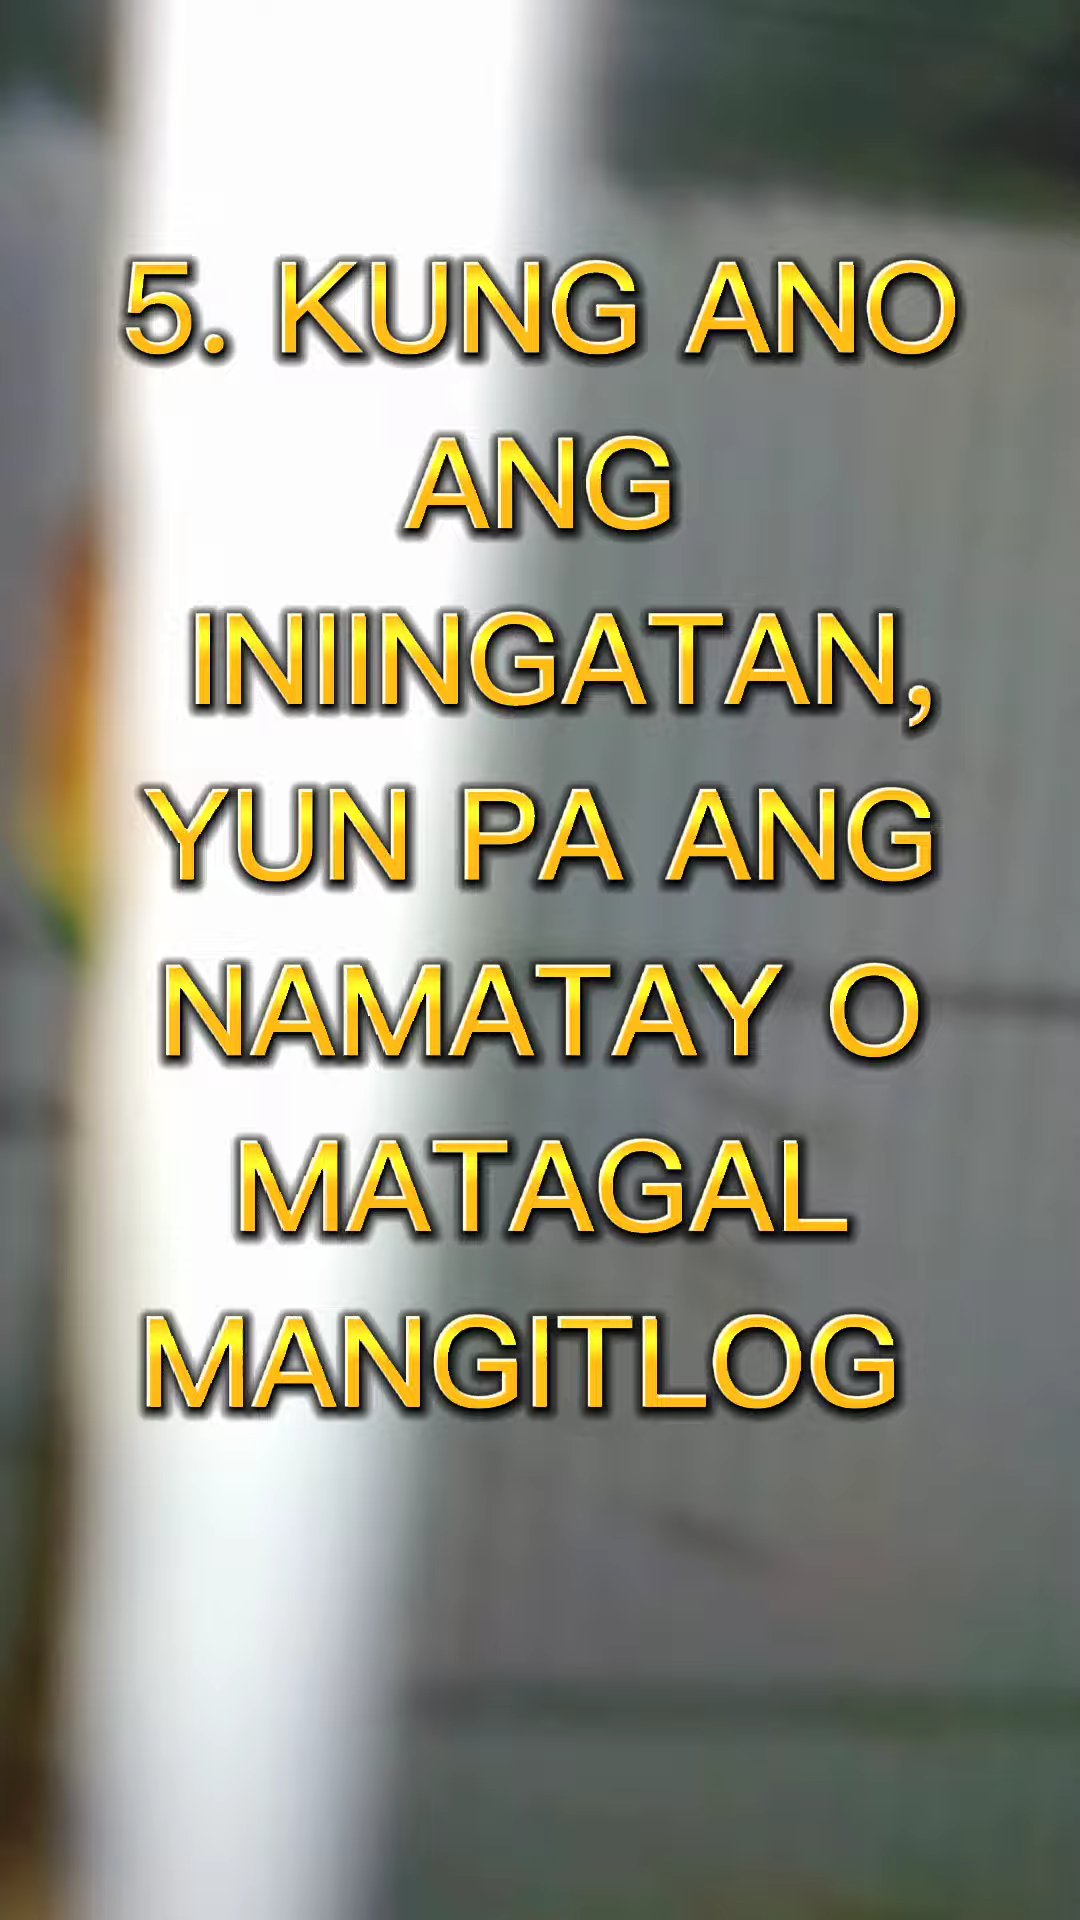 5. KUNG ANO
ANG
INIINGATAN,
YUN PA ANG
NAMATAY O
MATAGAL
MANGITLOG